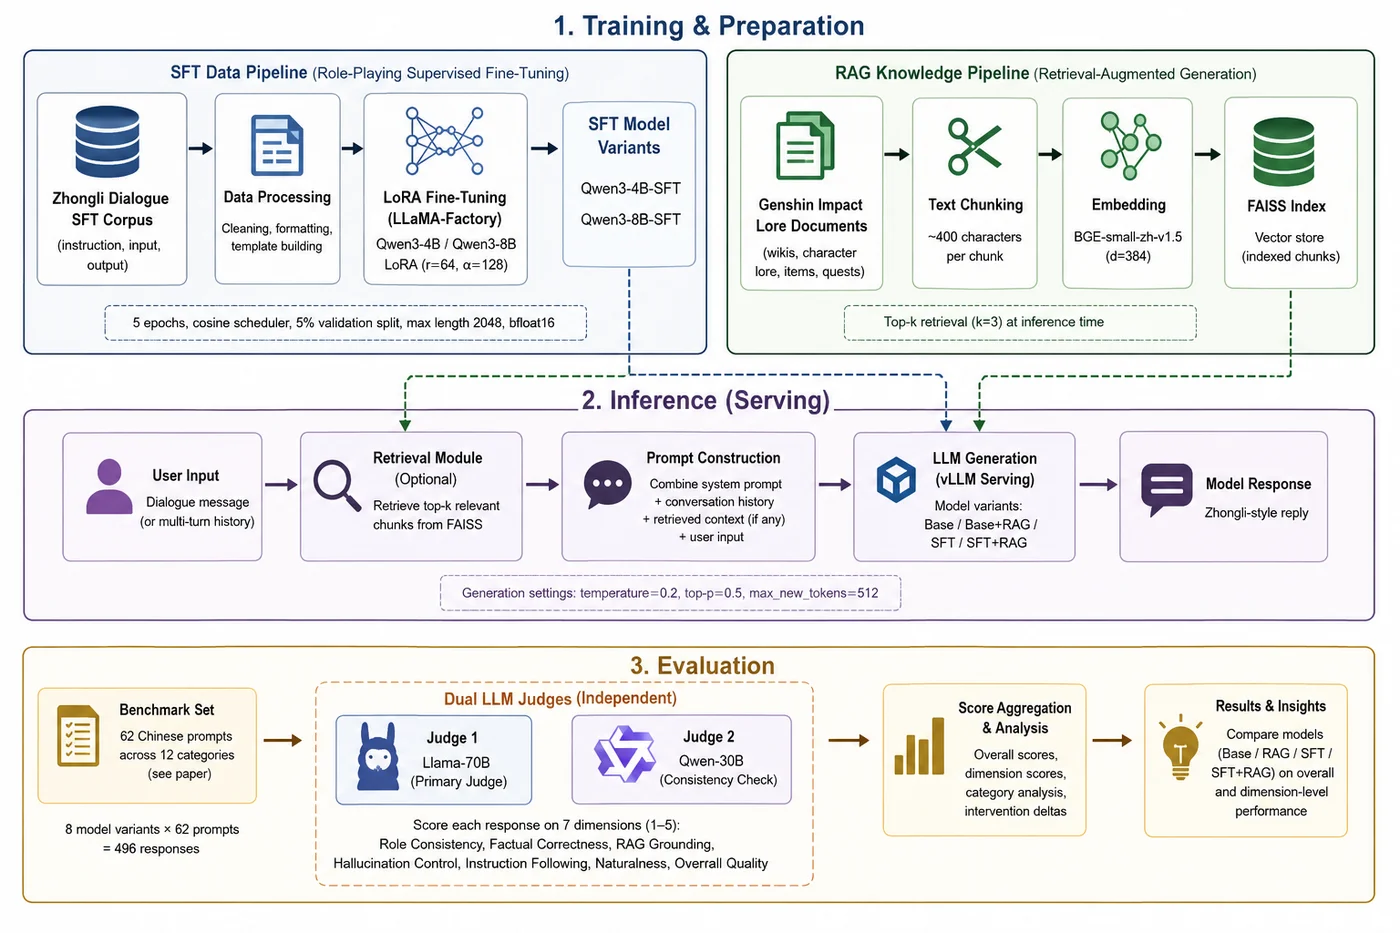 1. Training & Preparation
SFT Data Pipeline (Role-Playing Supervised Fine-Tuning)
Zhongli Dialogue
SFT Corpus
(instruction, input,
output)
Data Processing
Cleaning, formatting,
template building
LoRA Fine-Tuning
(LLaMA-Factory)
Qwen3-4B / Qwen3-8B
LoRA (r=64, α=128)
SFT Model
Variants
Qwen3-4B-SFT
Qwen3-8B-SFT
5 epochs, cosine scheduler, 5% validation split, max length 2048, bfloat16
RAG Knowledge Pipeline (Retrieval-Augmented Generation)
Genshin Impact
Lore Documents
(wikis, character
lore, items, quests)
Text Chunking
~400 characters
per chunk
Embedding
BGE-small-zh-v1.5
(d=384)
FAISS Index
Vector store
(indexed chunks)
Top-k retrieval (k=3) at inference time
2. Inference (Serving)
User Input
Dialogue message
(or multi-turn history)
Retrieval Module
(Optional)
Retrieve top-k relevant
chunks from FAISS
Prompt Construction
Combine system prompt
+ conversation history
+ retrieved context (if any)
+ user input
LLM Generation
(vLLM Serving)
Model variants:
Base / Base+RAG /
SFT / SFT+RAG
Model Response
Zhongli-style reply
Generation settings: temperature=0.2, top-p=0.5, max_new_tokens=512
3. Evaluation
Benchmark Set
62 Chinese prompts
across 12 categories
(see paper)
8 model variants × 62 prompts
= 496 responses
Dual LLM Judges (Independent)
Judge 1
Llama-70B
(Primary Judge)
Judge 2
Qwen-30B
(Consistency Check)
Score each response on 7 dimensions (1–5):
Role Consistency, Factual Correctness, RAG Grounding,
Hallucination Control, Instruction Following, Naturalness, Overrall Quality
Score Aggregation
& Analysis
Overall scores,
dimension scores,
category analysis,
intervention deltas
Results & Insights
Compare models
(Base / RAG / SFT /
SFT+RAG) on overall
and dimension-level
performance